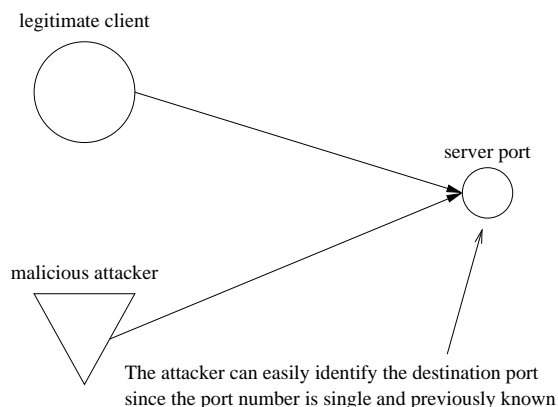 legitimate client
server port
malicious attacker
The attacker can easily identify the destination port
since the port number is single and previously known